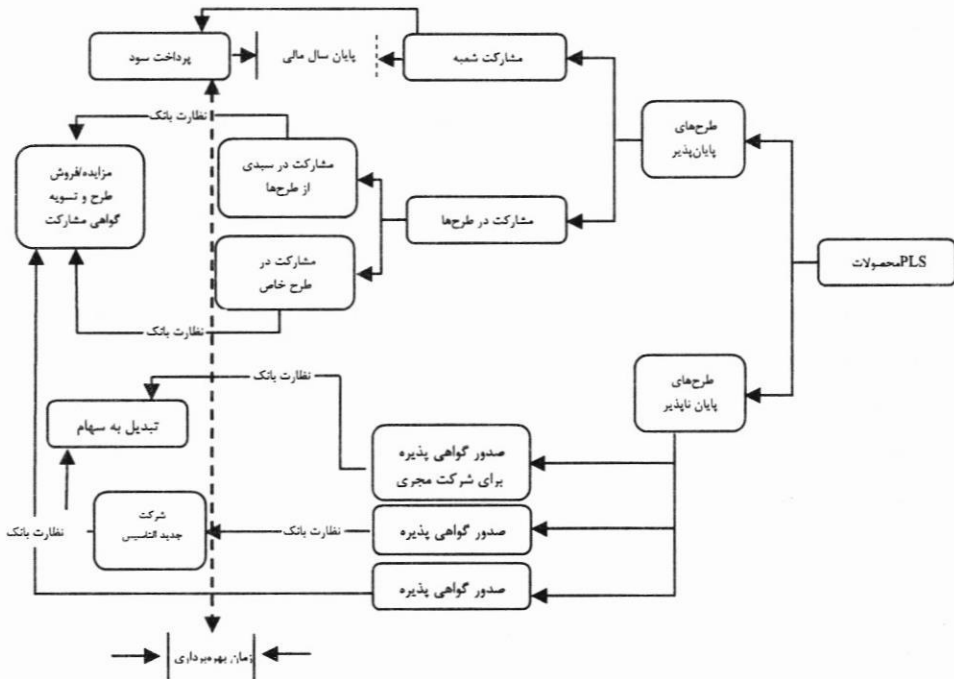 پرداخت سود
پایان سال مالی
مشارکت شعبه
نظارت بانک
طرح‌های
پایان‌پذیر
مزایده/فروش
طرح و تسویه
گواهی مشارکت
مشارکت در سبدی
از طرح‌ها
مشارکت در طرح‌ها
محصولات PLS
مشارکت در
طرح خاص
نظارت بانک
طرح‌های
پایان ناپذیر
نظارت بانک
تبدیل به سهام
صدور گواهی پذیره
برای شرکت مجری
شرکت
جدید التاسیس
نظارت بانک
نظارت بانک
صدور گواهی پذیره
صدور گواهی پذیره
زمان بهره‌برداری